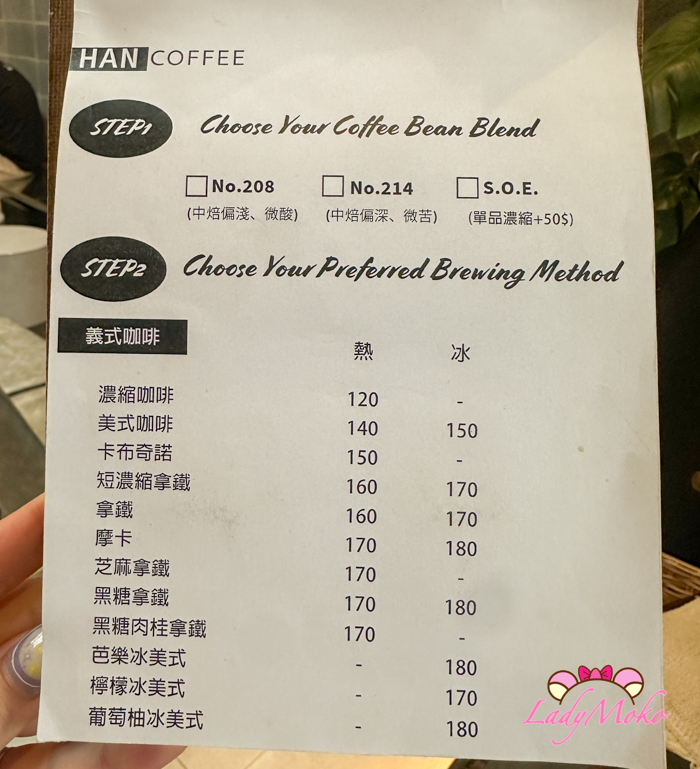 HAN COFFEE
STEP1 Choose Your Coffee Bean Blend
No.208 No.214 S.O.E.
(中焙偏淺、微酸) (中焙偏深、微苦) (單品濃縮+50$)
STEP2 Choose Your Preferred Brewing Method
義式咖啡 熱 冰
濃縮咖啡 120 -
美式咖啡 140 150
卡布奇諾 150 -
短濃縮拿鐵 160 170
拿鐵 160 170
摩卡 170 180
芝麻拿鐵 170 -
黑糖拿鐵 170 180
黑糖肉桂拿鐵 170 -
芭樂冰美式 - 180
檸檬冰美式 - 170
葡萄柚冰美式 - 180
LadyMoko